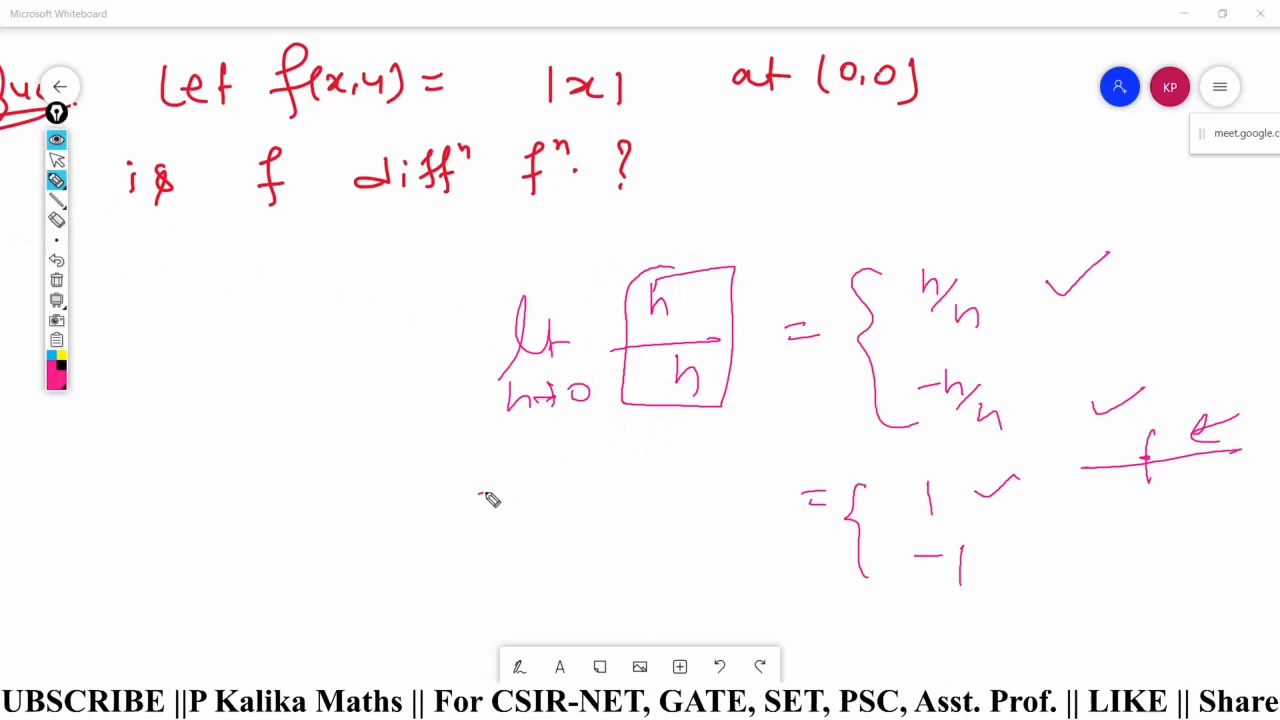 Microsoft Whiteboard
Que. Let f(x,y) = |x| at (0,0)
KP
meet.google.c
is f diffⁿ fⁿ. ?
lt h→0 h/h = { h/h
-h/h
= { 1
-1
UBSCRIBE ||P Kalika Maths || For CSIR-NET, GATE, SET, PSC, Asst. Prof. || LIKE || Share